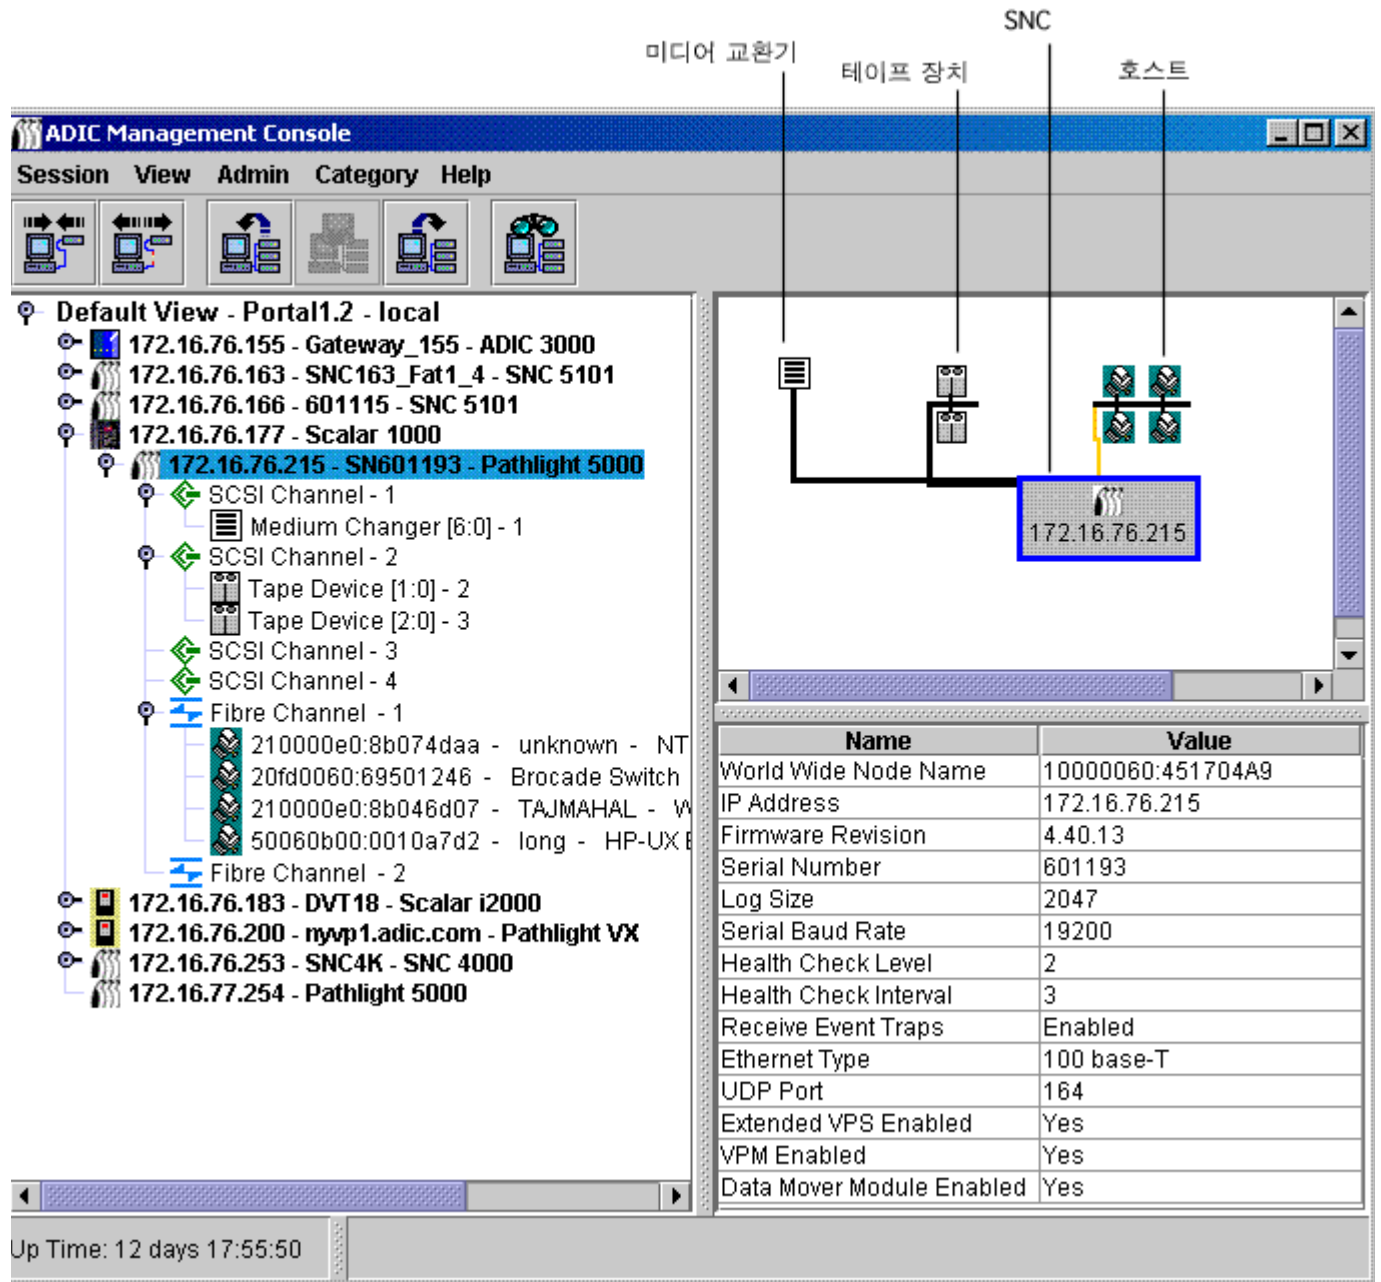 SNC
미디어 교환기
테이프 장치
호스트
ADIC Management Console
Session View Admin Category Help
Default View - Portal1.2 - local
172.16.76.155 - Gateway_155 - ADIC 3000
172.16.76.163 - SNC163_Fat1_4 - SNC 5101
172.16.76.166 - 601115 - SNC 5101
172.16.76.177 - Scalar 1000
172.16.76.215 - SN601193 - Pathlight 5000
SCSI Channel - 1
Medium Changer [6:0] - 1
SCSI Channel - 2
Tape Device [1:0] - 2
Tape Device [2:0] - 3
SCSI Channel - 3
SCSI Channel - 4
Fibre Channel - 1
210000e0:8b074daa - unknown - NT
20fd0060:69501246 - Brocade Switch
210000e0:8b046d07 - TAJMAHAL - W
50060b00:0010a7d2 - long - HP-UX
Fibre Channel - 2
172.16.76.183 - DVT18 - Scalar i2000
172.16.76.200 - nyvp1.adic.com - Pathlight VX
172.16.76.253 - SNC4K - SNC 4000
172.16.77.254 - Pathlight 5000
172.16.76.215
Name Value
World Wide Node Name 10000060:451704A9
IP Address 172.16.76.215
Firmware Revision 4.40.13
Serial Number 601193
Log Size 2047
Serial Baud Rate 19200
Health Check Level 2
Health Check Interval 3
Receive Event Traps Enabled
Ethernet Type 100 base-T
UDP Port 164
Extended VPS Enabled Yes
VPM Enabled Yes
Data Mover Module Enabled Yes
Up Time: 12 days 17:55:50